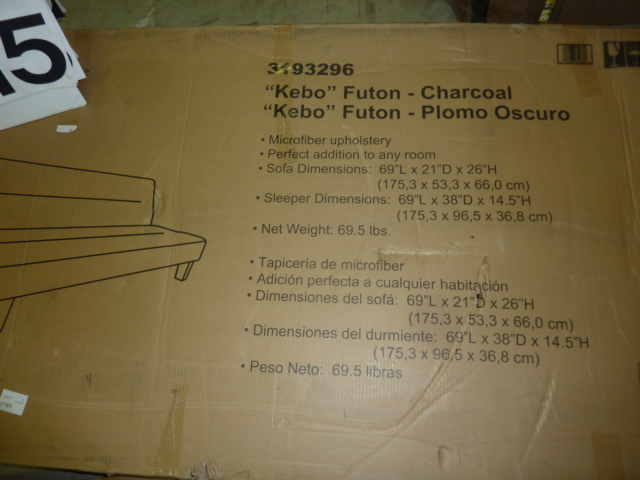 15
3193296
"Kebo" Futon - Charcoal
"Kebo" Futon - Plomo Oscuro
• Microfiber upholstery
• Perfect addition to any room
• Sofa Dimensions: 69"L x 21"D x 26"H
(175,3 x 53,3 x 66,0 cm)
• Sleeper Dimensions: 69"L x 38"D x 14.5"H
(175,3 x 96,5 x 36,8 cm)
• Net Weight: 69.5 lbs.
• Tapicería de microfiber
• Adición perfecta a cualquier habitación
• Dimensiones del sofá: 69"L x 21"D x 26"H
(175,3 x 53,3 x 66,0 cm)
• Dimensiones del durmiente: 69"L x 38"D x 14.5"H
(175,3 x 96,5 x 36,8 cm)
• Peso Neto: 69.5 libras